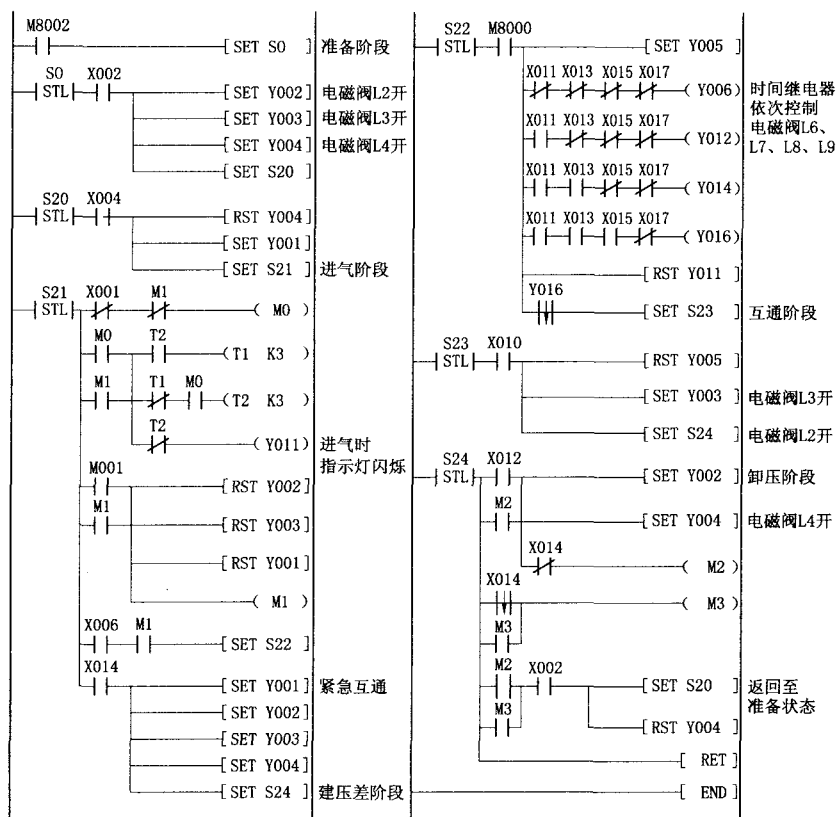 M8002
[ SET S0 ] 准备阶段
S0 X002
STL
[ SET Y002 ] 电磁阀L2开
[ SET Y003 ] 电磁阀L3开
[ SET Y004 ] 电磁阀L4开
[ SET S20 ]
S20 X004
STL
[ RST Y004 ]
[ SET Y001 ]
[ SET S21 ] 进气阶段
S21 X001 M1
STL
( M0 )
M0 T2
(T1 K3 )
M1 T1 M0
(T2 K3 )
T2
(Y011) 进气时
指示灯闪烁
M001
[ RST Y002 ]
M1
[ RST Y003 ]
[ RST Y001 ]
( M1 )
X006 M1
[ SET S22 ]
X014
[ SET Y001 ] 紧急互通
[ SET Y002 ]
[ SET Y003 ]
[ SET Y004 ]
[ SET S24 ] 建压差阶段
S22 M8000
STL
[ SET Y005 ]
X011 X013 X015 X017
( Y006) 时间继电器
依次控制
电磁阀L6、
L7、L8、L9
X011 X013 X015 X017
( Y012)
X011 X013 X015 X017
( Y014)
X011 X013 X015 X017
( Y016)
[ RST Y011 ]
Y016
[ SET S23 ] 互通阶段
S23 X010
STL
[ RST Y005 ]
[ SET Y003 ] 电磁阀L3开
[ SET S24 ] 电磁阀L2开
S24 X012
STL
[ SET Y002 ] 卸压阶段
M2
[ SET Y004 ] 电磁阀L4开
X014
( M2 )
X014
( M3 )
M3
M2 X002
[ SET S20 ] 返回至
准备状态
M3
[ RST Y004 ]
[ RET ]
[ END ]